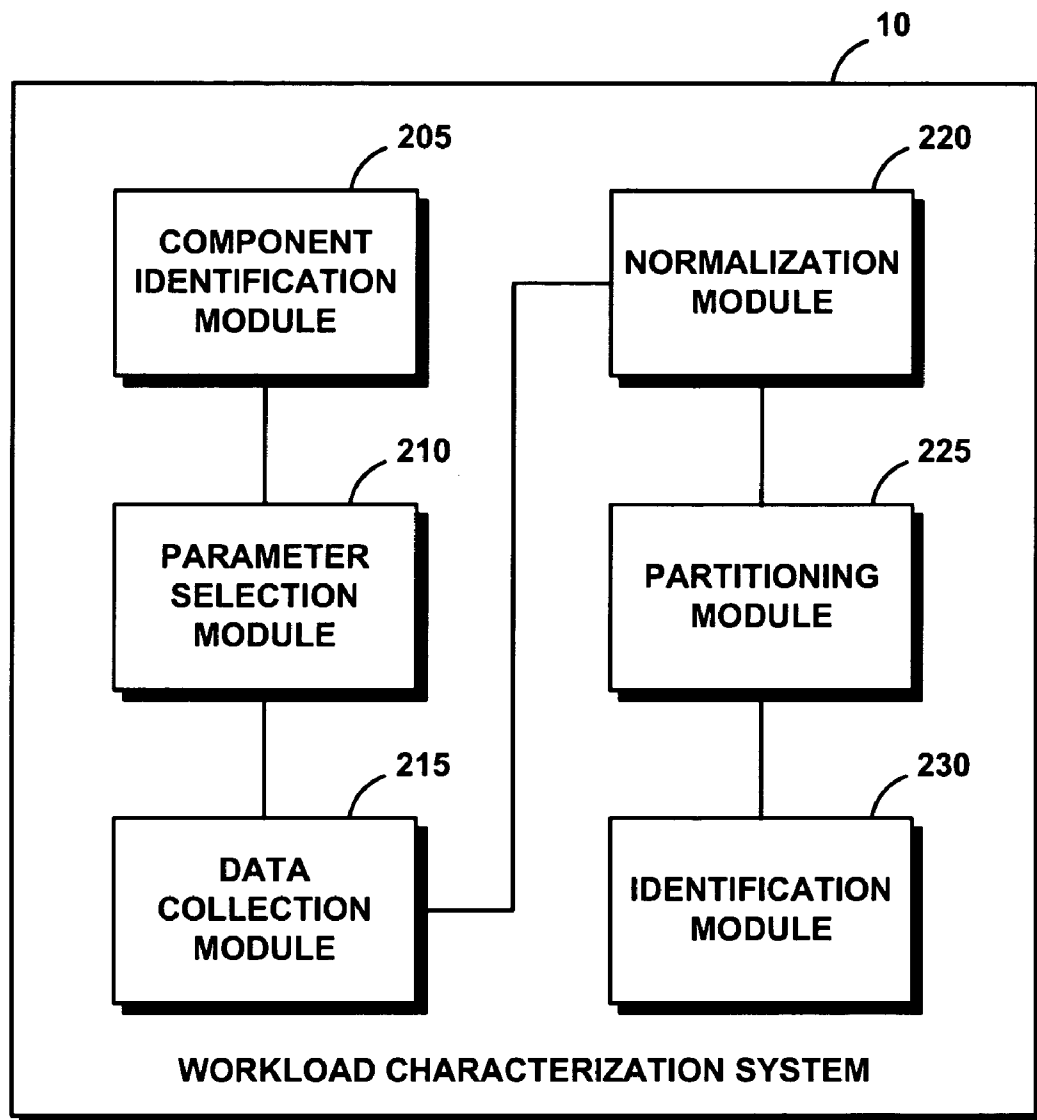 10
205
COMPONENT
IDENTIFICATION
MODULE
210
PARAMETER
SELECTION
MODULE
215
DATA
COLLECTION
MODULE
220
NORMALIZATION
MODULE
225
PARTITIONING
MODULE
230
IDENTIFICATION
MODULE
WORKLOAD CHARACTERIZATION SYSTEM